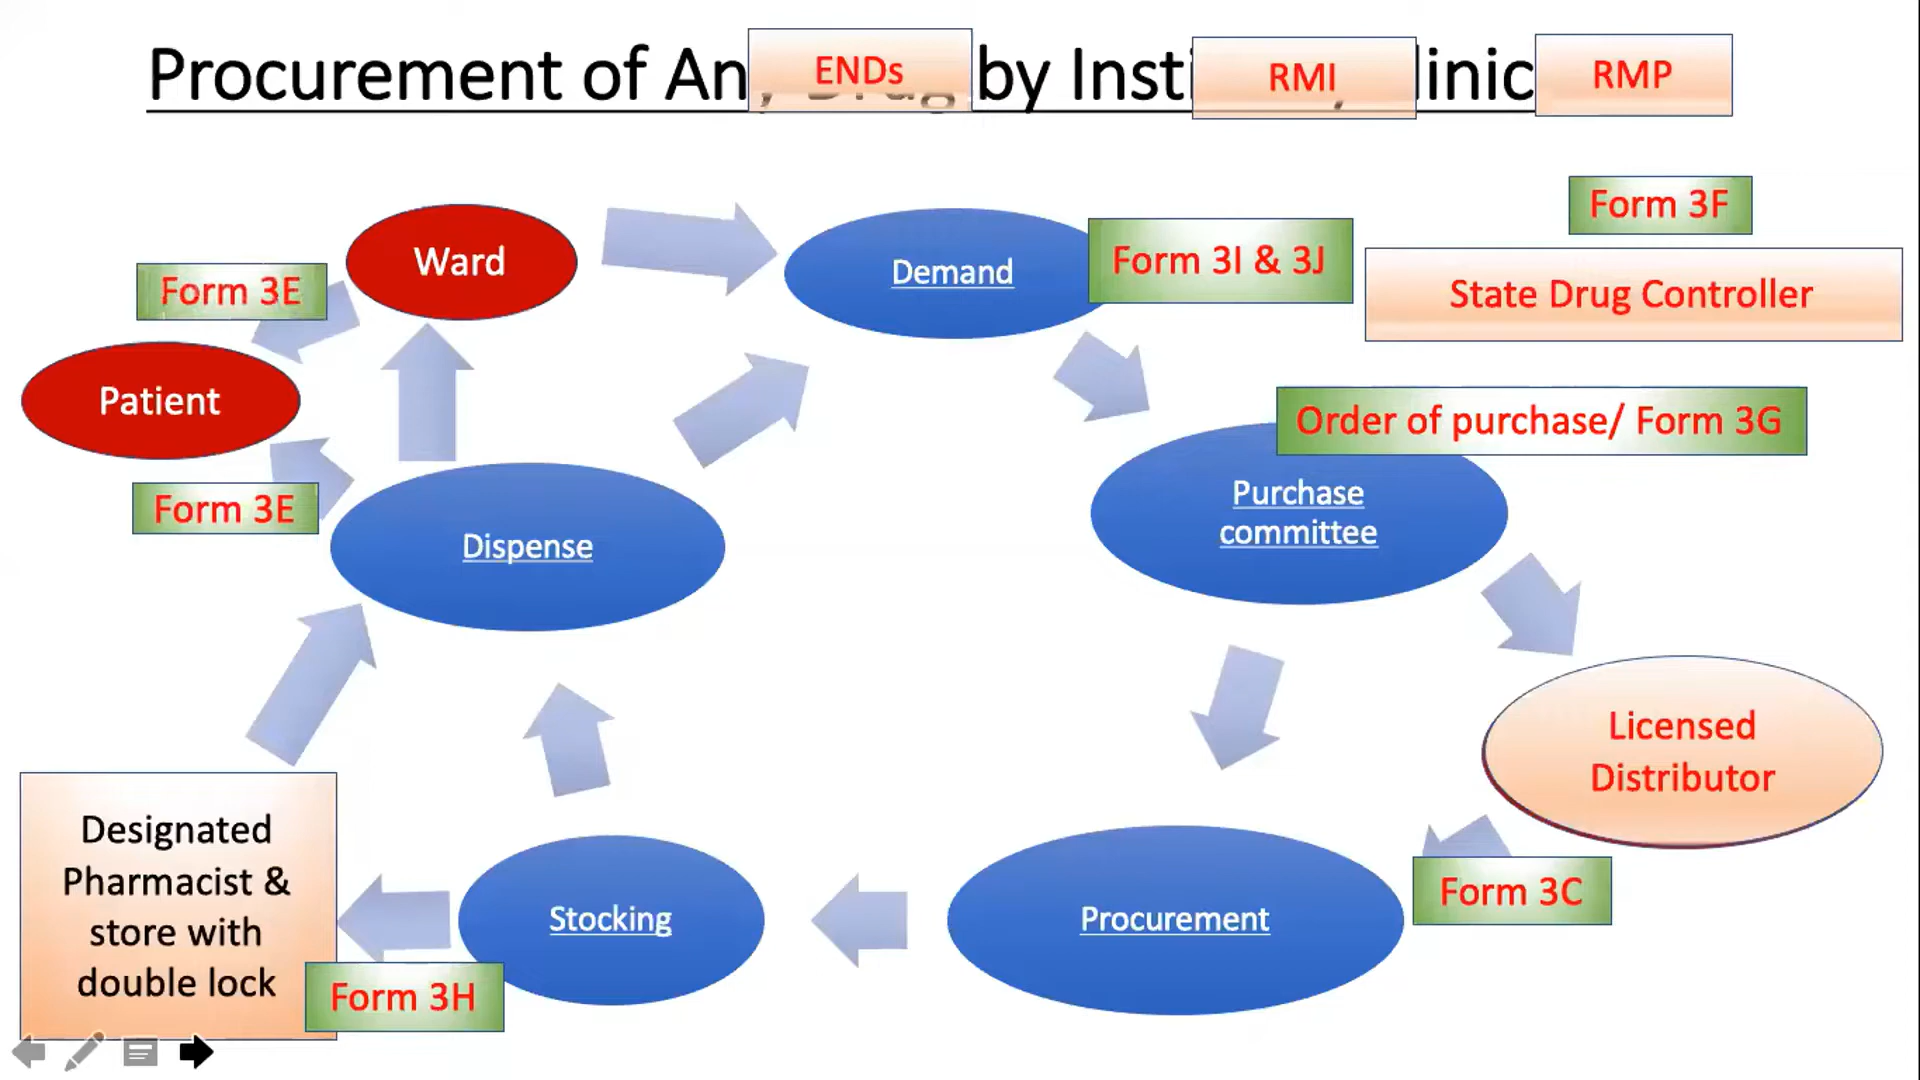 Procurement of An ENDs by Insti RMI linic RMP
Form 3F
Ward
Demand
Form 3I & 3J
State Drug Controller
Form 3E
Patient
Order of purchase/ Form 3G
Purchase
committee
Form 3E
Dispense
Licensed
Distributor
Designated
Pharmacist &
store with
double lock
Stocking
Procurement
Form 3C
Form 3H